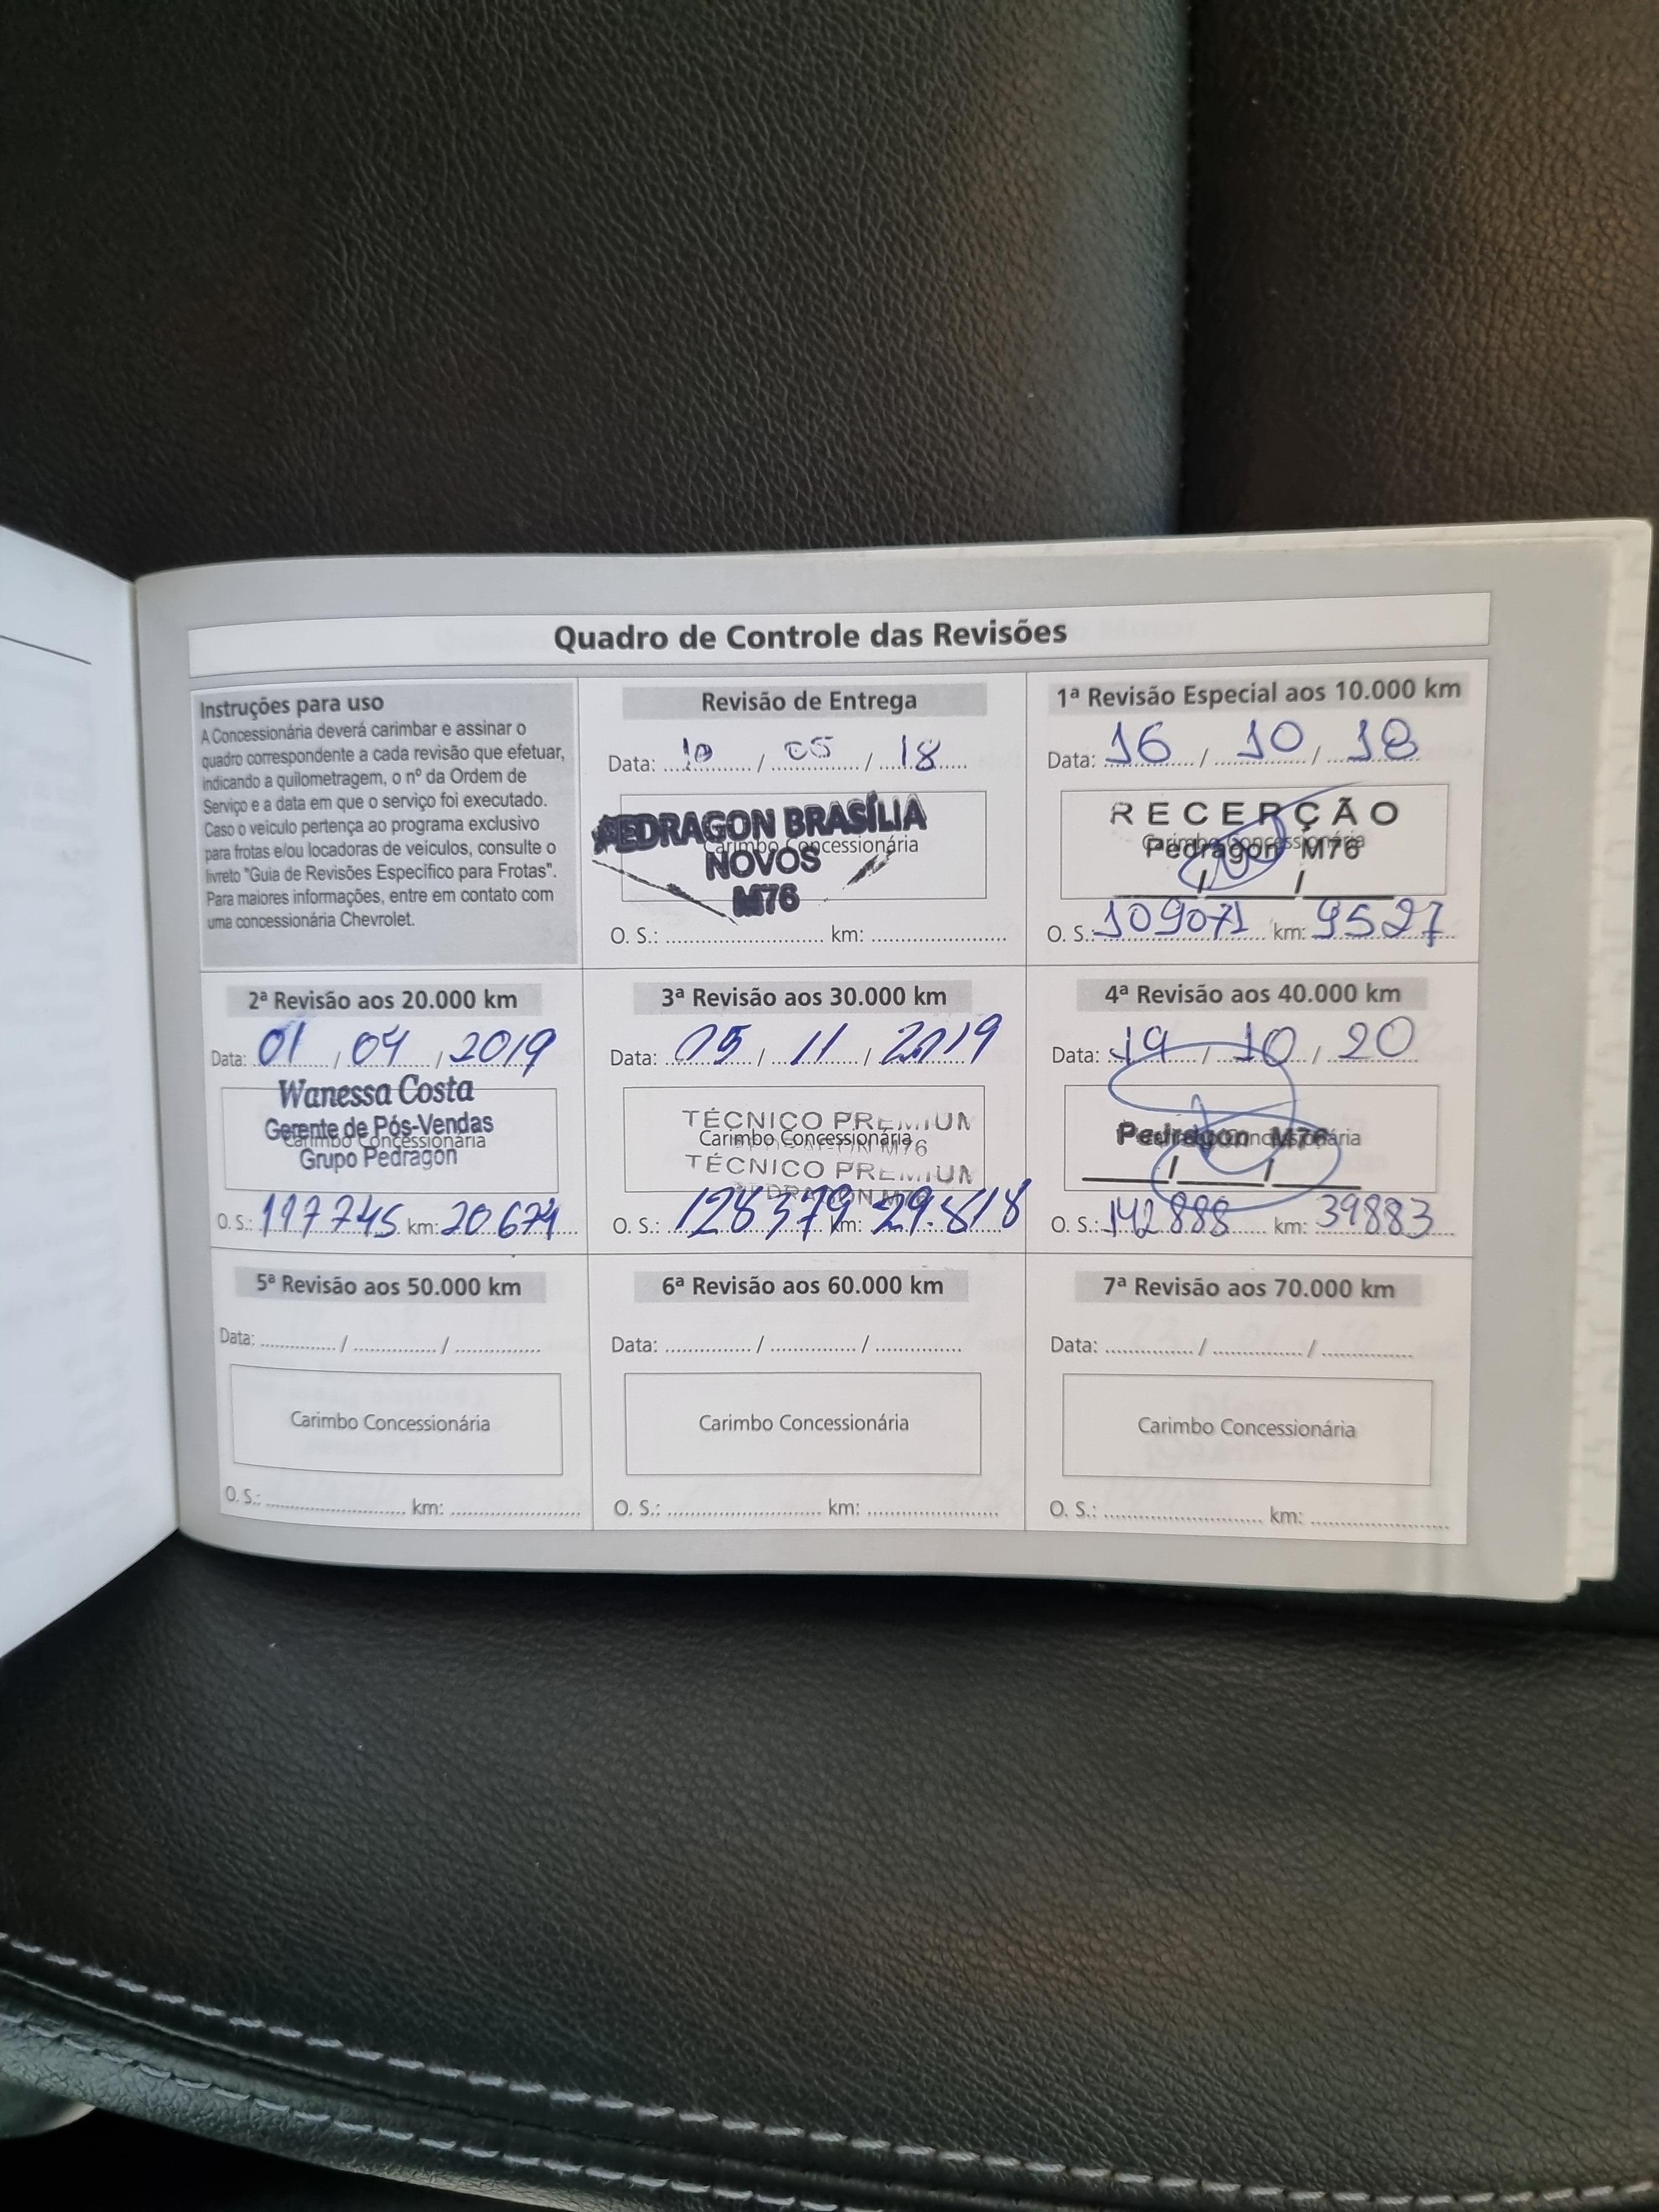 Quadro de Controle das Revisões
Instruções para uso
A Concessionária deverá carimbar e assinar o
quadro correspondente a cada revisão que efetuar,
indicando a quilometragem, o nº da Ordem de
Serviço e a data em que o serviço foi executado.
Caso o veículo pertença ao programa exclusivo
para frotas e/ou locadoras de veículos, consulte o
livreto "Guia de Revisões Específico para Frotas".
Para maiores informações, entre em contato com
uma concessionária Chevrolet.
Revisão de Entrega
Data: 10 / 05 / 18
PEDRAGON BRASÍLIA
Carimbo Concessionária
NOVOS
M76
O. S.: km:
1ª Revisão Especial aos 10.000 km
Data: 16 / 10 / 18
RECEPÇÃO
Carimbo Concessionária
Pedragon M76
O. S.: 109071 km: 9527
2ª Revisão aos 20.000 km
Data: 01 / 04 / 2019
Wanessa Costa
Gerente de Pós-Vendas
Carimbo Concessionária
Grupo Pedragon
O. S.: 117745 km: 20.674
3ª Revisão aos 30.000 km
Data: 05 / 11 / 2019
TÉCNICO PREMIUN
Carimbo Concessionária
PEDRAGON M76
TÉCNICO PREMIUN
PEDRAGON M
O. S.: 128379 km: 29.818
4ª Revisão aos 40.000 km
Data: 19 / 10 / 20
Pedragon M76
Carimbo Concessionária
O. S.: 142888 km: 39883
5ª Revisão aos 50.000 km
Data: / /
Carimbo Concessionária
O. S.: km:
6ª Revisão aos 60.000 km
Data: / /
Carimbo Concessionária
O. S.: km:
7ª Revisão aos 70.000 km
Data: / /
Carimbo Concessionária
O. S.: km: